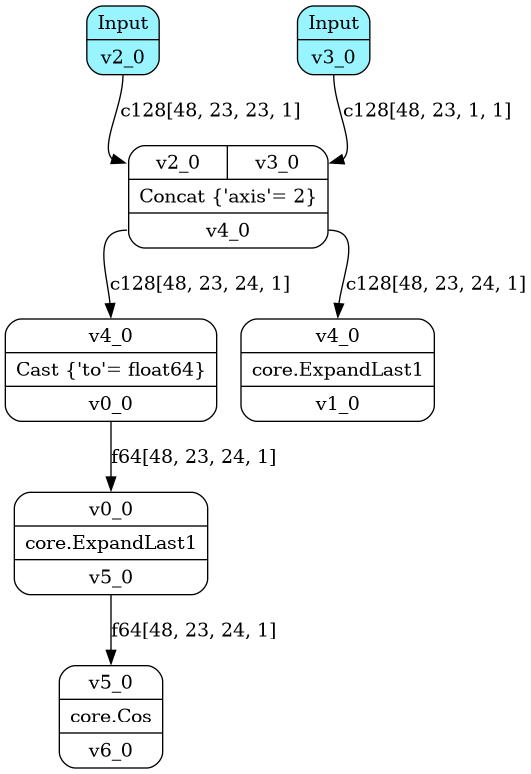 Input
v2_0
Input
v3_0
c128[48, 23, 23, 1]
c128[48, 23, 1, 1]
v2_0
v3_0
Concat {'axis'= 2}
v4_0
c128[48, 23, 24, 1]
c128[48, 23, 24, 1]
v4_0
Cast {'to'= float64}
v0_0
v4_0
core.ExpandLast1
v1_0
f64[48, 23, 24, 1]
v0_0
core.ExpandLast1
v5_0
f64[48, 23, 24, 1]
v5_0
core.Cos
v6_0